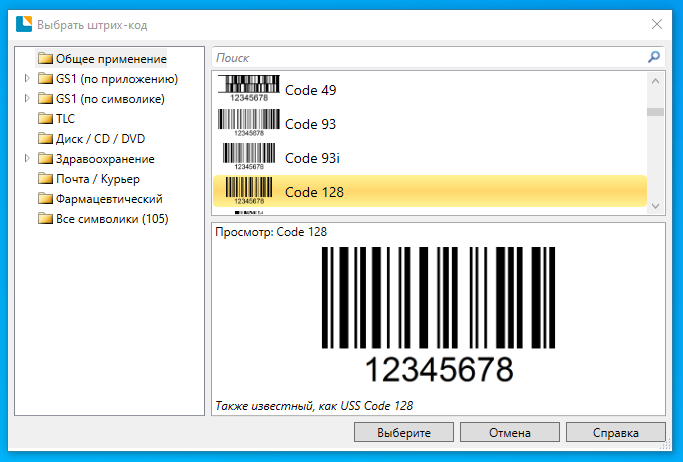 Выбрать штрих-код
Общее применение
GS1 (по приложению)
GS1 (по символике)
TLC
Диск / CD / DVD
Здравоохранение
Почта / Курьер
Фармацевтический
Все символики (105)
Поиск
12345678
Code 49
12345678
Code 93
12345678
Code 93i
12345678
Code 128
Просмотр: Code 128
12345678
Также известный, как USS Code 128
Выберите
Отмена
Справка